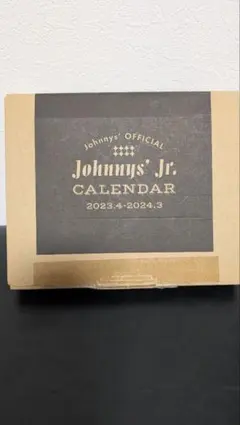 Johnnys' OFFICIAL
Johnnys' Jr.
CALENDAR
2023.4-2024.3